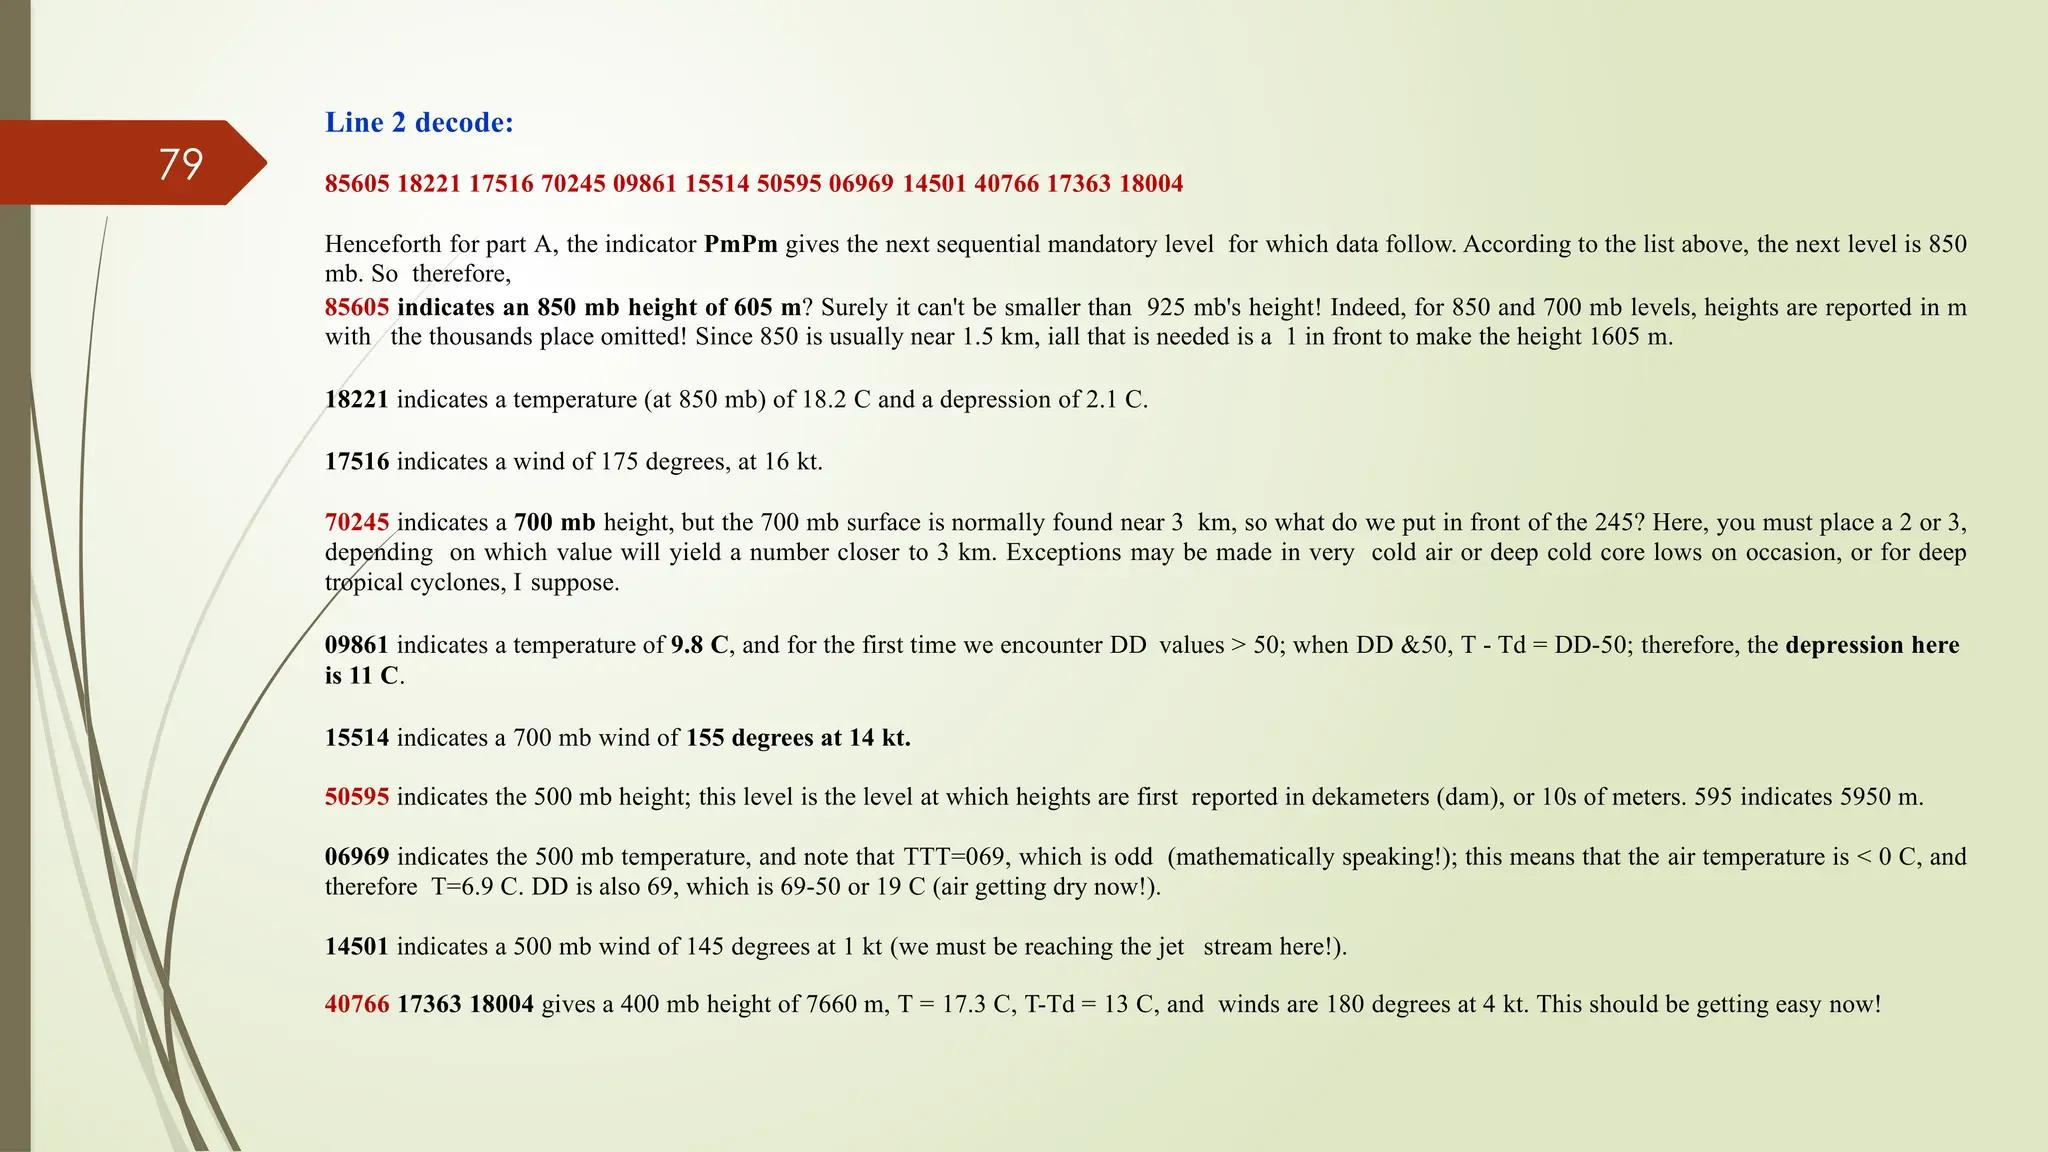 79
Line 2 decode:
85605 18221 17516 70245 09861 15514 50595 06969 14501 40766 17363 18004
Henceforth for part A, the indicator PmPm gives the next sequential mandatory level for which data follow. According to the list above, the next level is 850
mb. So therefore,
85605 indicates an 850 mb height of 605 m? Surely it can't be smaller than 925 mb's height! Indeed, for 850 and 700 mb levels, heights are reported in m
with the thousands place omitted! Since 850 is usually near 1.5 km, iall that is needed is a 1 in front to make the height 1605 m.
18221 indicates a temperature (at 850 mb) of 18.2 C and a depression of 2.1 C.
17516 indicates a wind of 175 degrees, at 16 kt.
70245 indicates a 700 mb height, but the 700 mb surface is normally found near 3 km, so what do we put in front of the 245? Here, you must place a 2 or 3,
depending on which value will yield a number closer to 3 km. Exceptions may be made in very cold air or deep cold core lows on occasion, or for deep
tropical cyclones, I suppose.
09861 indicates a temperature of 9.8 C, and for the first time we encounter DD values > 50; when DD &50, T - Td = DD-50; therefore, the depression here
is 11 C.
15514 indicates a 700 mb wind of 155 degrees at 14 kt.
50595 indicates the 500 mb height; this level is the level at which heights are first reported in dekameters (dam), or 10s of meters. 595 indicates 5950 m.
06969 indicates the 500 mb temperature, and note that TTT=069, which is odd (mathematically speaking!); this means that the air temperature is < 0 C, and
therefore T=6.9 C. DD is also 69, which is 69-50 or 19 C (air getting dry now!).
14501 indicates a 500 mb wind of 145 degrees at 1 kt (we must be reaching the jet stream here!).
40766 17363 18004 gives a 400 mb height of 7660 m, T = 17.3 C, T-Td = 13 C, and winds are 180 degrees at 4 kt. This should be getting easy now!